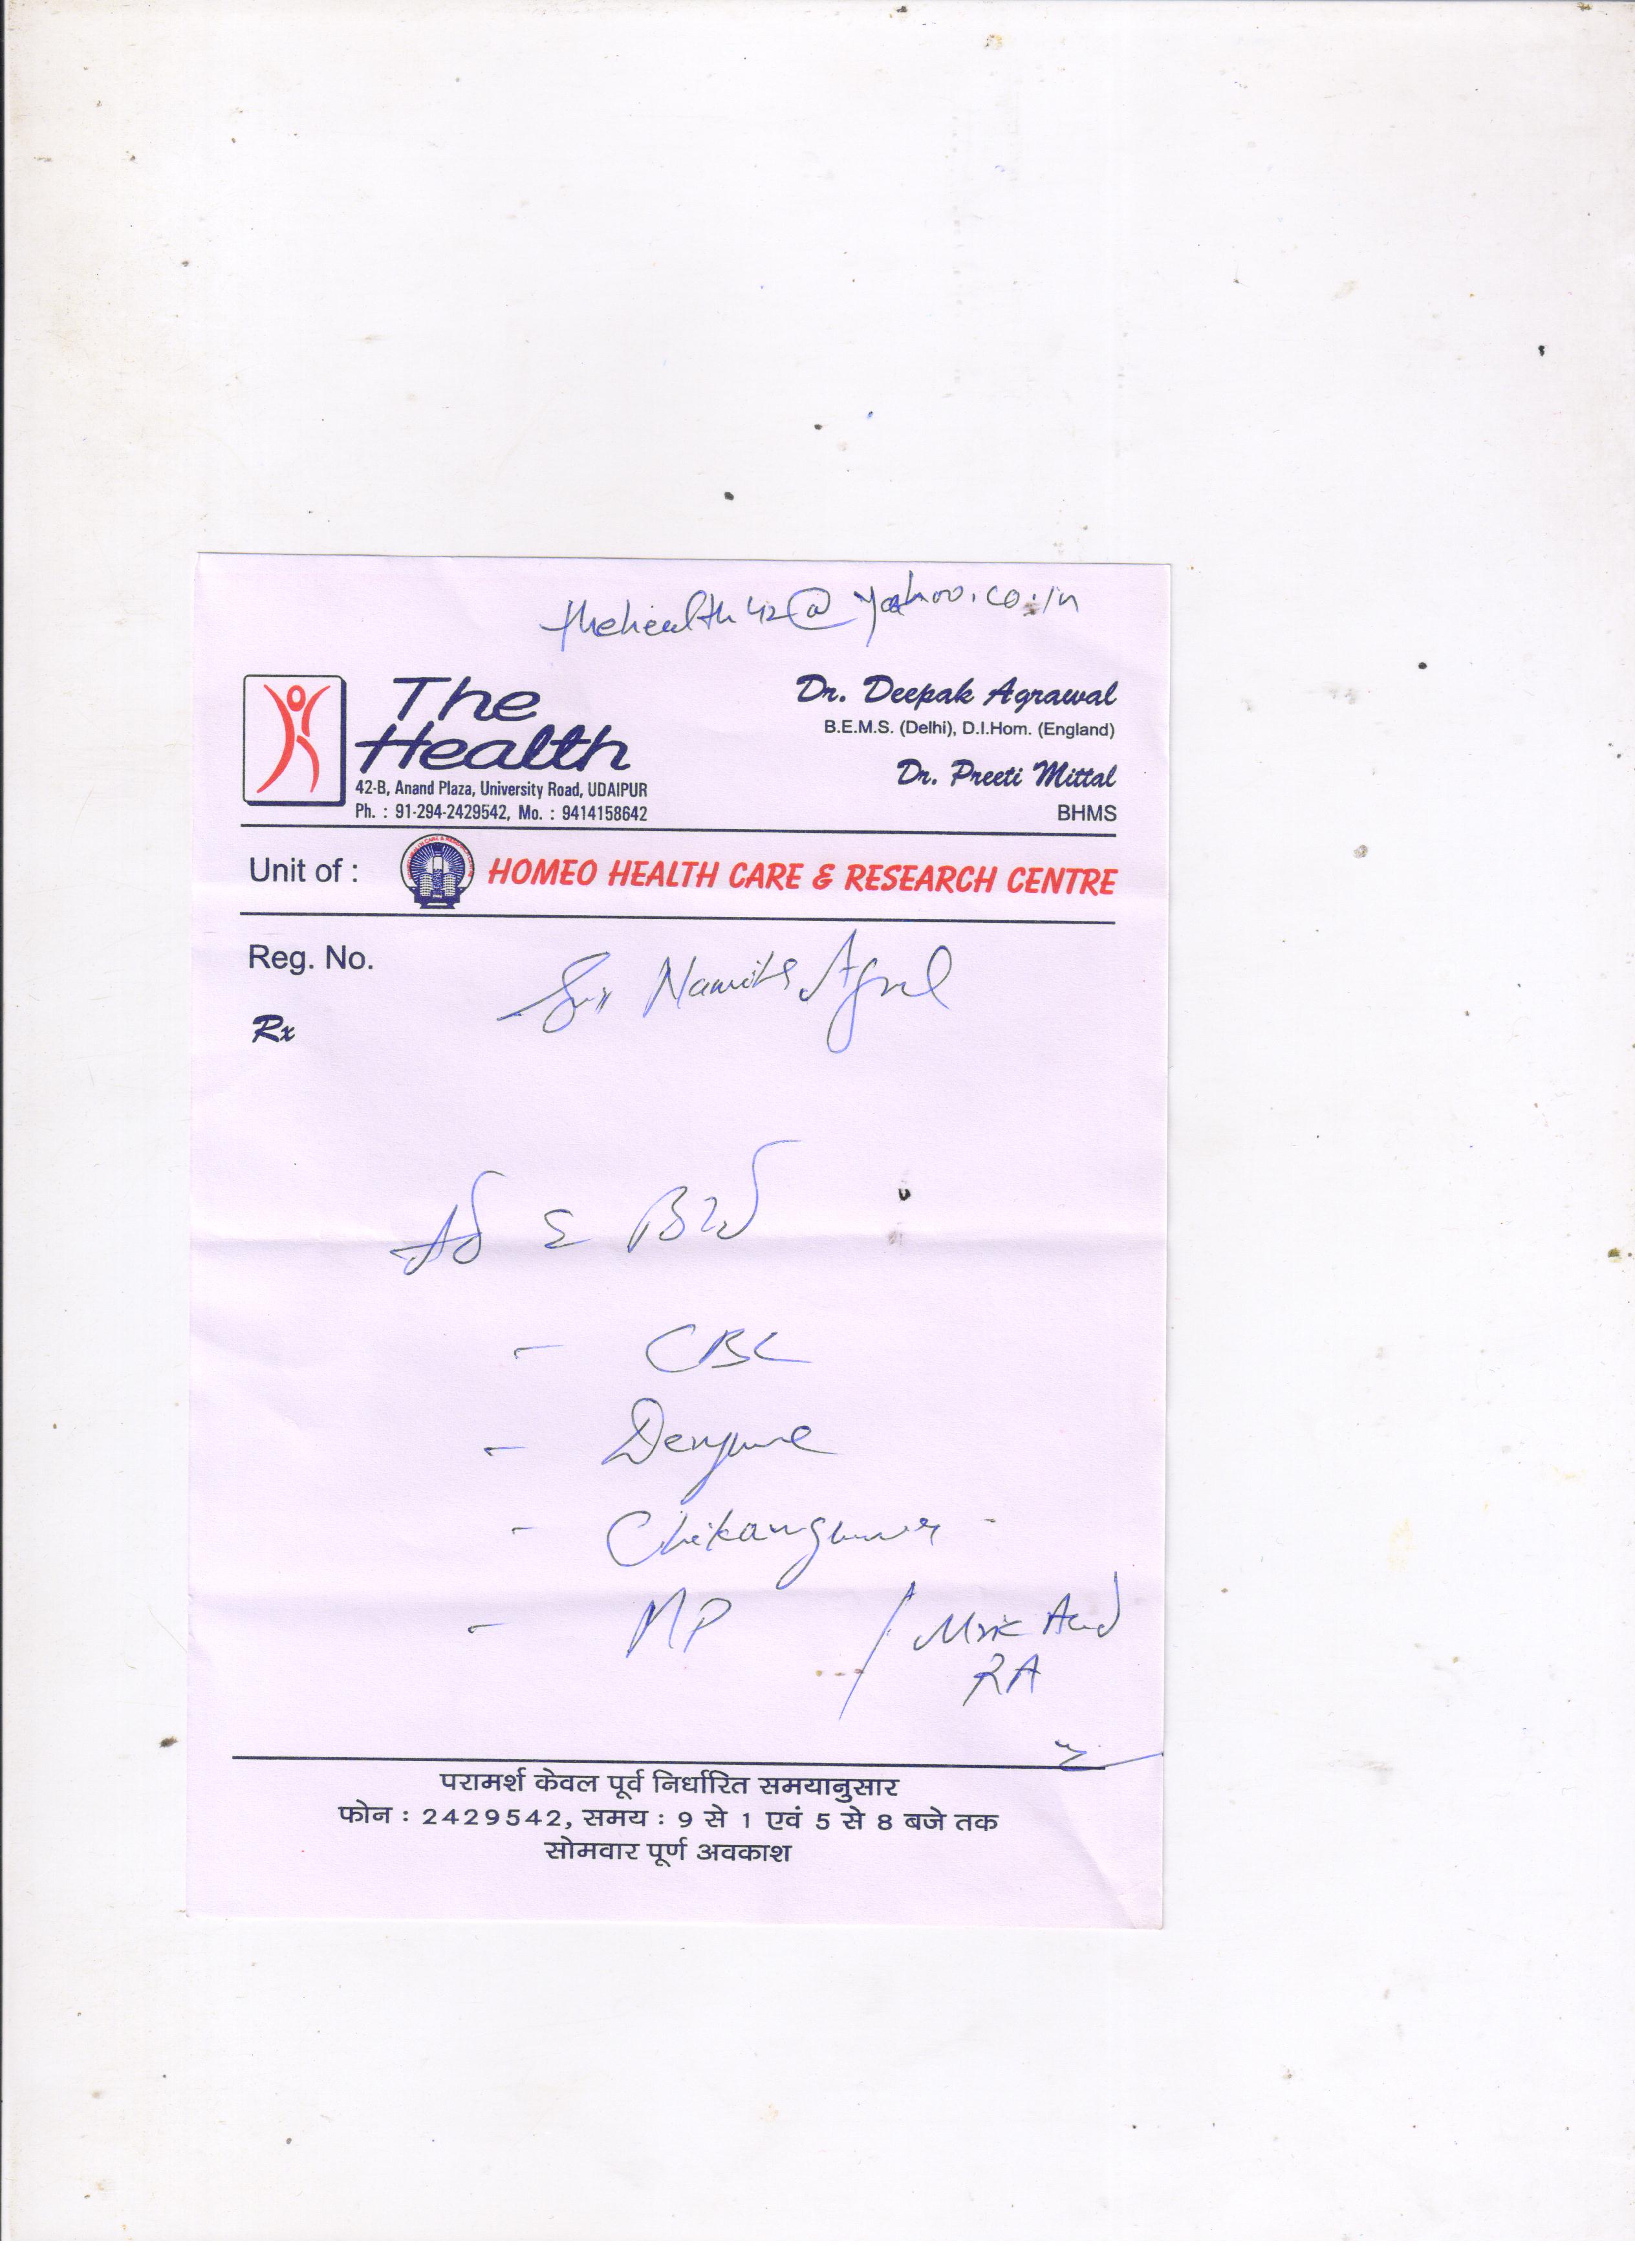 thehealth42@yahoo.co.in
The
Health
42-B, Anand Plaza, University Road, UDAIPUR
Ph. : 91-294-2429542, Mo. : 9414158642
Dr. Deepak Agrawal
B.E.M.S. (Delhi), D.I.Hom. (England)
Dr. Preeti Mittal
BHMS
Unit of : HOMEO HEALTH CARE & RESEARCH CENTRE
Reg. No.
Rx
- CBC
- Dengue
- Chikangunya
- MP /
RA
परामर्श केवल पूर्व निर्धारित समयानुसार
फोन : 2429542, समय : 9 से 1 एवं 5 से 8 बजे तक
सोमवार पूर्ण अवकाश